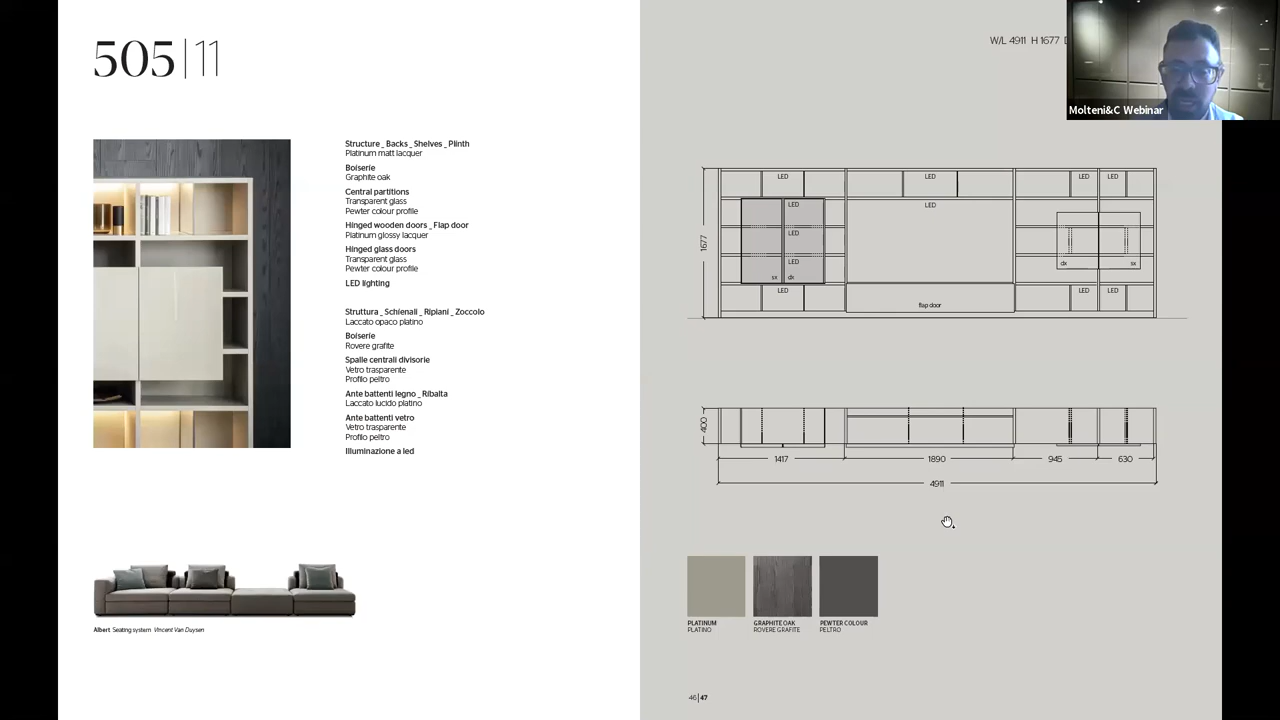 505|11
Structure _ Backs _ Shelves _ Plinth
Platinum matt lacquer
Boiserie
Graphite oak
Central partitions
Transparent glass
Pewter colour profile
Hinged wooden doors _ Flap door
Platinum glossy lacquer
Hinged glass doors
Transparent glass
Pewter colour profile
LED lighting
Struttura _ Schienali _ Ripiani _ Zoccolo
Laccato opaco platino
Boiserie
Rovere grafite
Spalle centrali divisorie
Vetro trasparente
Profilo peltro
Ante battenti legno _ Ribalta
Laccato lucido platino
Ante battenti vetro
Vetro trasparente
Profilo peltro
Illuminazione a led
Albert Seating system Vincent Van Duysen
W/L 4911 H 1677
Molteni&C Webinar
LED LED LED LED
LED LED
LED
LED
sx dx
dx sx
LED LED LED
flap door
1677
400
1417 1890 945 630
4911
PLATINUM
PLATINO
GRAPHITE OAK
ROVERE GRAFITE
PEWTER COLOUR
PELTRO
46|47